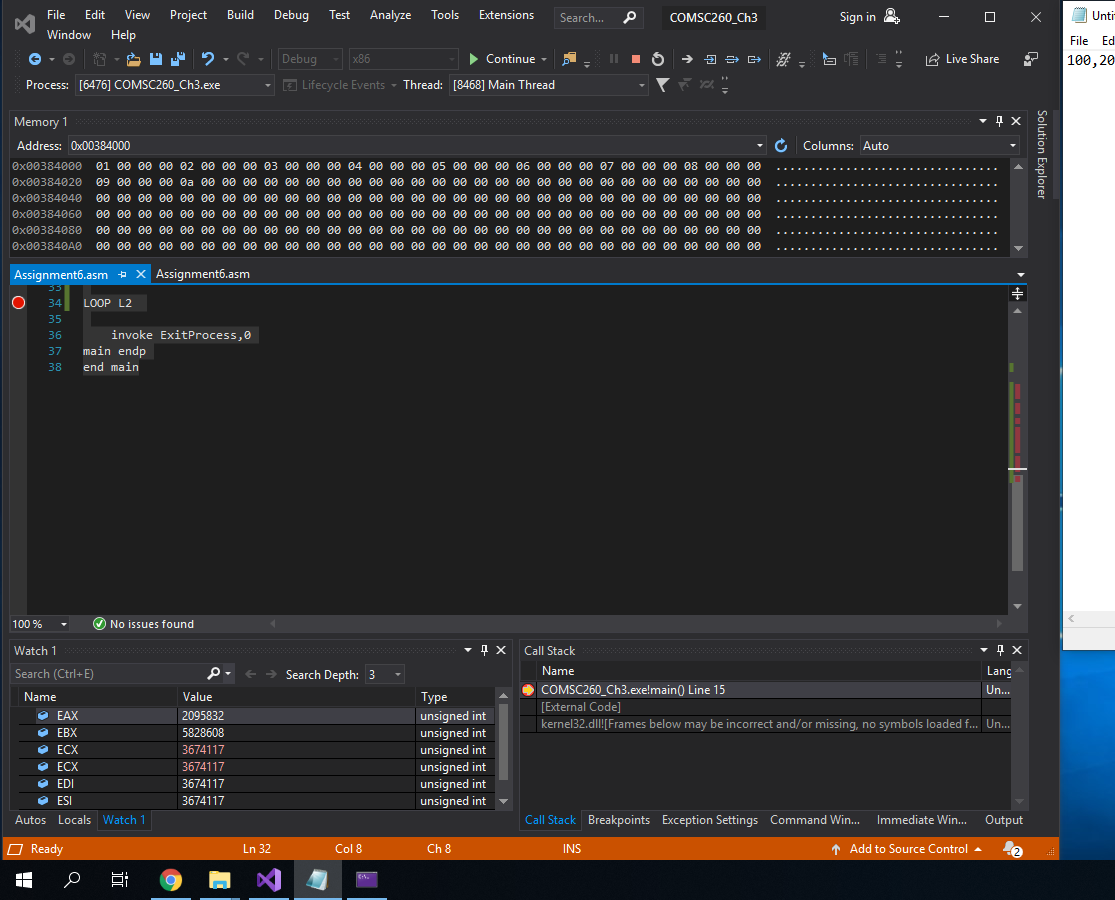 File Edit View Project Build Debug Test Analyze Tools Extensions Search... COMSC260_Ch3 Sign in
Window Help
Debug x86 Continue Live Share
Process: [6476] COMSC260_Ch3.exe Lifecycle Events Thread: [8468] Main Thread
Memory 1
Address: 0x00384000 Columns: Auto
0x00384000 01 00 00 00 02 00 00 00 03 00 00 00 04 00 00 00 05 00 00 00 06 00 00 00 07 00 00 00 08 00 00 00 ................................
0x00384020 09 00 00 00 0a 00 00 00 00 00 00 00 00 00 00 00 00 00 00 00 00 00 00 00 00 00 00 00 00 00 00 00 ................................
0x00384040 00 00 00 00 00 00 00 00 00 00 00 00 00 00 00 00 00 00 00 00 00 00 00 00 00 00 00 00 00 00 00 00 ................................
0x00384060 00 00 00 00 00 00 00 00 00 00 00 00 00 00 00 00 00 00 00 00 00 00 00 00 00 00 00 00 00 00 00 00 ................................
0x00384080 00 00 00 00 00 00 00 00 00 00 00 00 00 00 00 00 00 00 00 00 00 00 00 00 00 00 00 00 00 00 00 00 ................................
0x003840A0 00 00 00 00 00 00 00 00 00 00 00 00 00 00 00 00 00 00 00 00 00 00 00 00 00 00 00 00 00 00 00 00 ................................
Solution Explorer
Assignment6.asm Assignment6.asm
33
34 LOOP L2
35
36 invoke ExitProcess,0
37 main endp
38 end main
100 % No issues found
Watch 1
Search (Ctrl+E) Search Depth: 3
Name Value Type
EAX 2095832 unsigned int
EBX 5828608 unsigned int
ECX 3674117 unsigned int
ECX 3674117 unsigned int
EDI 3674117 unsigned int
ESI 3674117 unsigned int
Autos Locals Watch 1
Call Stack
Name Lang
COMSC260_Ch3.exe!main() Line 15 Un...
[External Code]
kernel32.dll![Frames below may be incorrect and/or missing, no symbols loaded f... Un...
Call Stack Breakpoints Exception Settings Command Win... Immediate Win... Output
Ready Ln 32 Col 8 Ch 8 INS Add to Source Control 2
Unti
File Ed
100,20